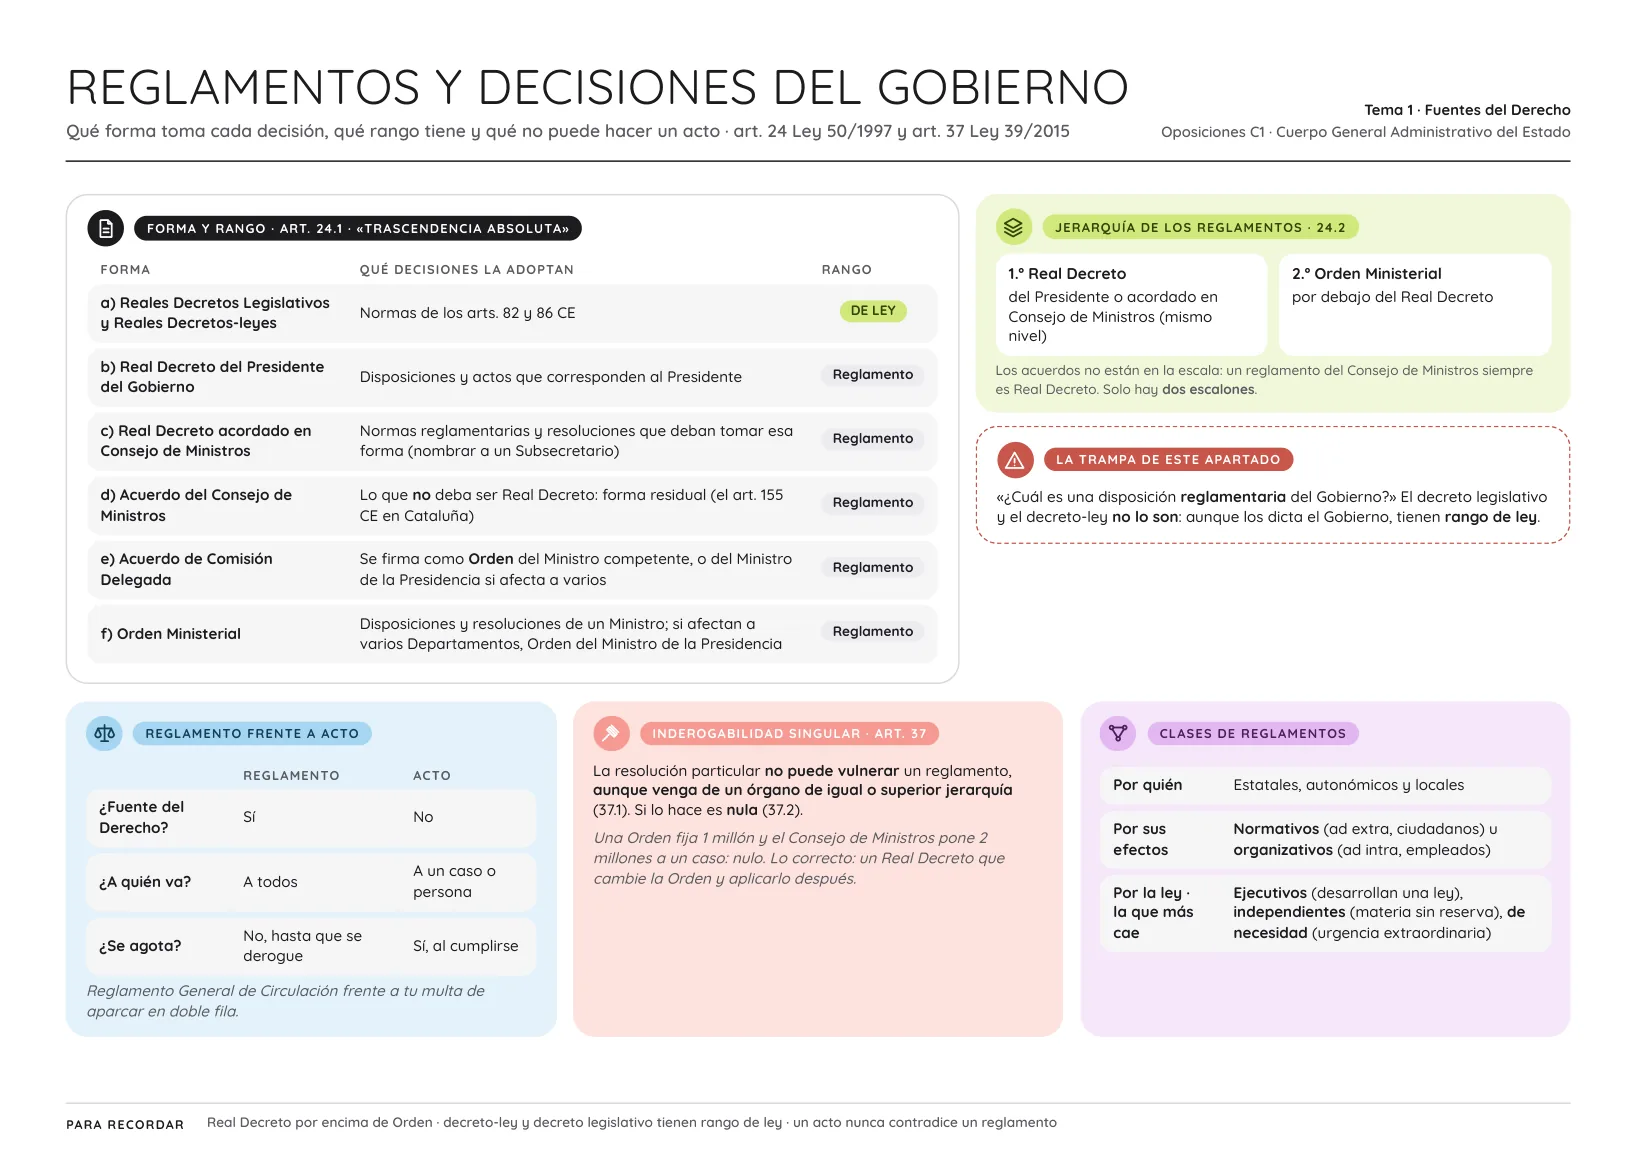 REGLAMENTOS Y DECISIONES DEL GOBIERNO
Qué forma toma cada decisión, qué rango tiene y qué no puede hacer un acto · art. 24 Ley 50/1997 y art. 37 Ley 39/2015
Tema 1 · Fuentes del Derecho
Oposiciones C1 · Cuerpo General Administrativo del Estado
FORMA Y RANGO · ART. 24.1 · «TRASCENDENCIA ABSOLUTA»
FORMA QUÉ DECISIONES LA ADOPTAN RANGO
a) Reales Decretos Legislativos
y Reales Decretos-leyes
Normas de los arts. 82 y 86 CE
DE LEY
b) Real Decreto del Presidente
del Gobierno
Disposiciones y actos que corresponden al Presidente
Reglamento
c) Real Decreto acordado en
Consejo de Ministros
Normas reglamentarias y resoluciones que deban tomar esa
forma (nombrar a un Subsecretario)
Reglamento
d) Acuerdo del Consejo de
Ministros
Lo que no deba ser Real Decreto: forma residual (el art. 155
CE en Cataluña)
Reglamento
e) Acuerdo de Comisión
Delegada
Se firma como Orden del Ministro competente, o del Ministro
de la Presidencia si afecta a varios
Reglamento
f) Orden Ministerial
Disposiciones y resoluciones de un Ministro; si afectan a
varios Departamentos, Orden del Ministro de la Presidencia
Reglamento
JERARQUÍA DE LOS REGLAMENTOS · 24.2
1.º Real Decreto
del Presidente o acordado en
Consejo de Ministros (mismo
nivel)
2.º Orden Ministerial
por debajo del Real Decreto
Los acuerdos no están en la escala: un reglamento del Consejo de Ministros siempre
es Real Decreto. Solo hay dos escalones.
LA TRAMPA DE ESTE APARTADO
«¿Cuál es una disposición reglamentaria del Gobierno?» El decreto legislativo
y el decreto-ley no lo son: aunque los dicta el Gobierno, tienen rango de ley.
REGLAMENTO FRENTE A ACTO
REGLAMENTO ACTO
¿Fuente del
Derecho?
Sí
No
¿A quién va?
A todos
A un caso o
persona
¿Se agota?
No, hasta que se
derogue
Sí, al cumplirse
Reglamento General de Circulación frente a tu multa de
aparcar en doble fila.
INDEROGABILIDAD SINGULAR · ART. 37
La resolución particular no puede vulnerar un reglamento,
aunque venga de un órgano de igual o superior jerarquía
(37.1). Si lo hace es nula (37.2).
Una Orden fija 1 millón y el Consejo de Ministros pone 2
millones a un caso: nulo. Lo correcto: un Real Decreto que
cambie la Orden y aplicarlo después.
CLASES DE REGLAMENTOS
Por quién
Estatales, autonómicos y locales
Por sus
efectos
Normativos (ad extra, ciudadanos) u
organizativos (ad intra, empleados)
Por la ley ·
la que más
cae
Ejecutivos (desarrollan una ley),
independientes (materia sin reserva), de
necesidad (urgencia extraordinaria)
PARA RECORDAR Real Decreto por encima de Orden · decreto-ley y decreto legislativo tienen rango de ley · un acto nunca contradice un reglamento